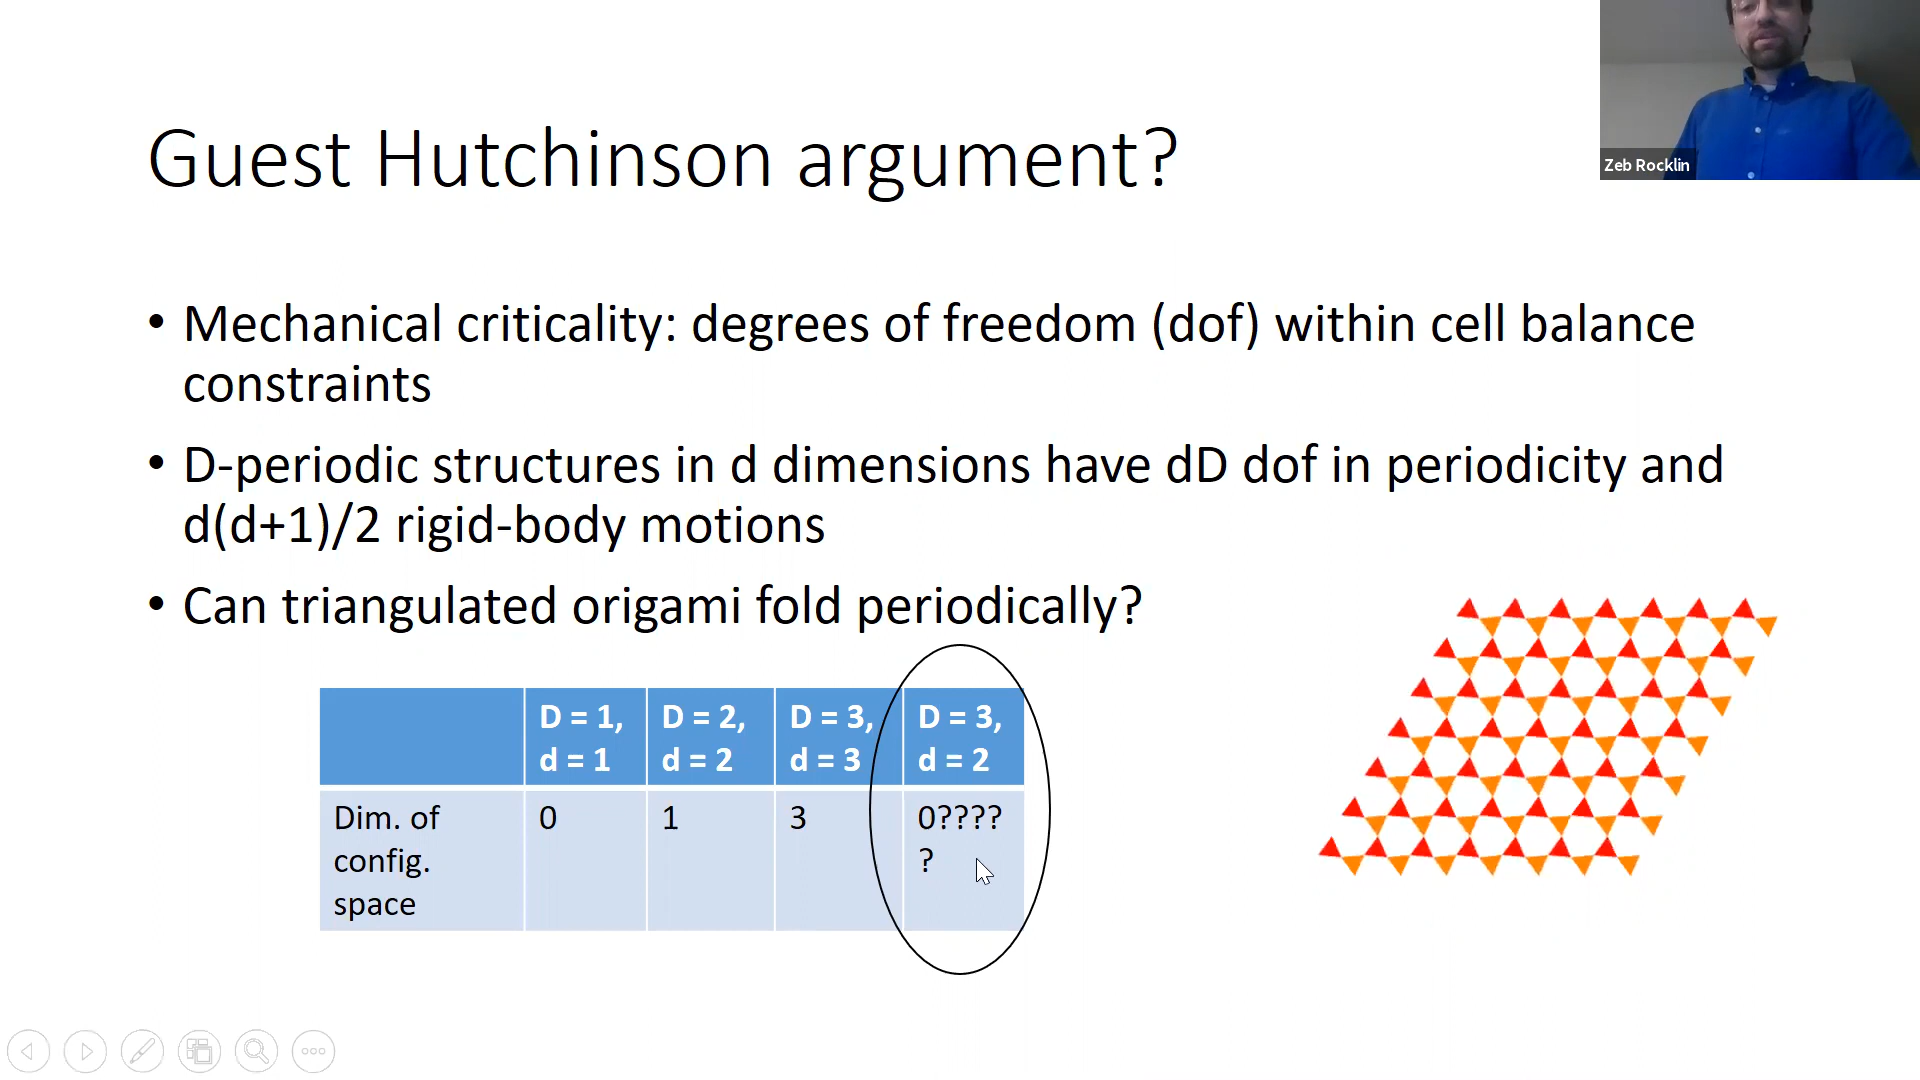 Zeb Rocklin
Guest Hutchinson argument?
• Mechanical criticality: degrees of freedom (dof) within cell balance
constraints
• D-periodic structures in d dimensions have dD dof in periodicity and
d(d+1)/2 rigid-body motions
• Can triangulated origami fold periodically?
D = 1, D = 2, D = 3, D = 3,
d = 1 d = 2 d = 3 d = 2
Dim. of 0 1 3 0????
config. ?
space